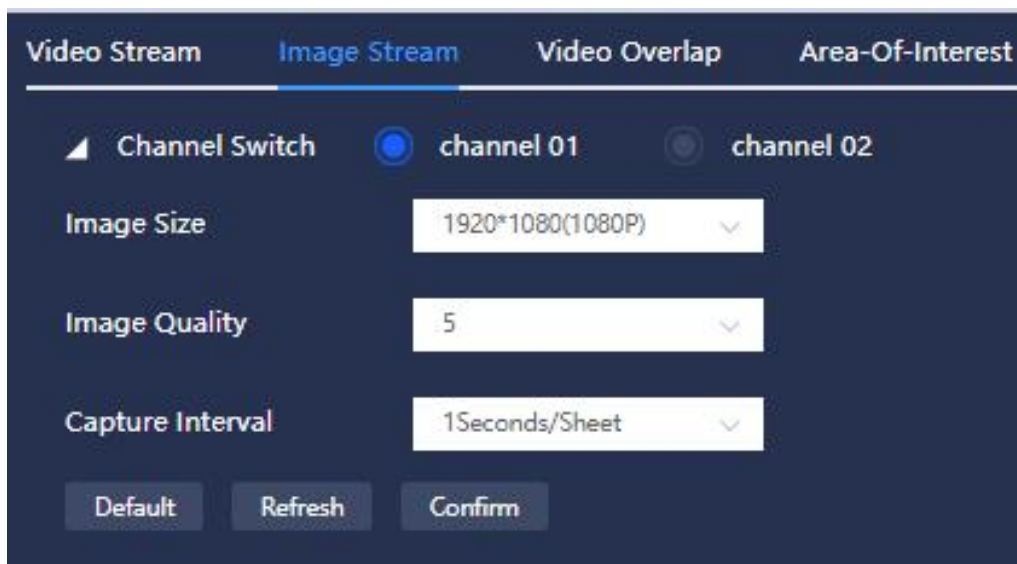 Video Stream Image Stream Video Overlap Area-Of-Interest
Channel Switch channel 01 channel 02
Image Size 1920*1080(1080P)
Image Quality 5
Capture Interval 1Seconds/Sheet
Default Refresh Confirm